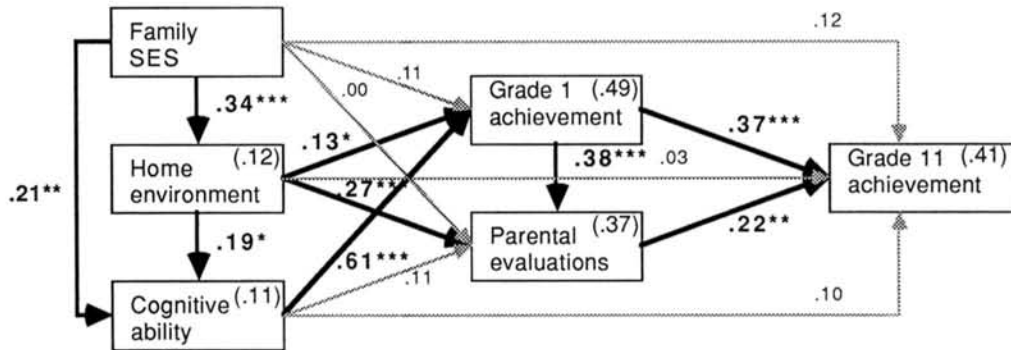 Family
SES
.12
.11
.00
.34***
Grade 1 (.49)
achievement
.13*
.37***
Home (.12)
environment
.38***
.03
Grade 11 (.41)
achievement
.21**
.27***
.19*
Parental (.37)
evaluations
.22**
.61***
.11
Cognitive (.11)
ability
.10